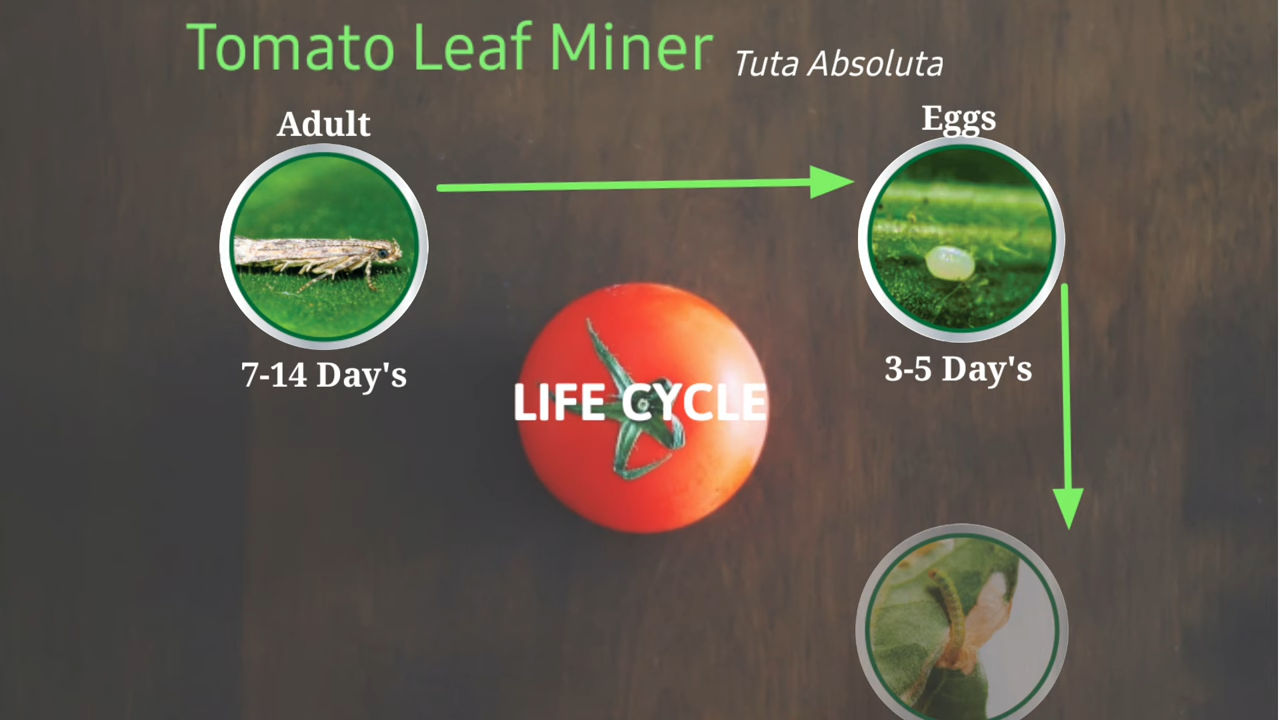 Tomato Leaf Miner Tuta Absoluta
Adult
Eggs
7-14 Day's
3-5 Day's
LIFE CYCLE